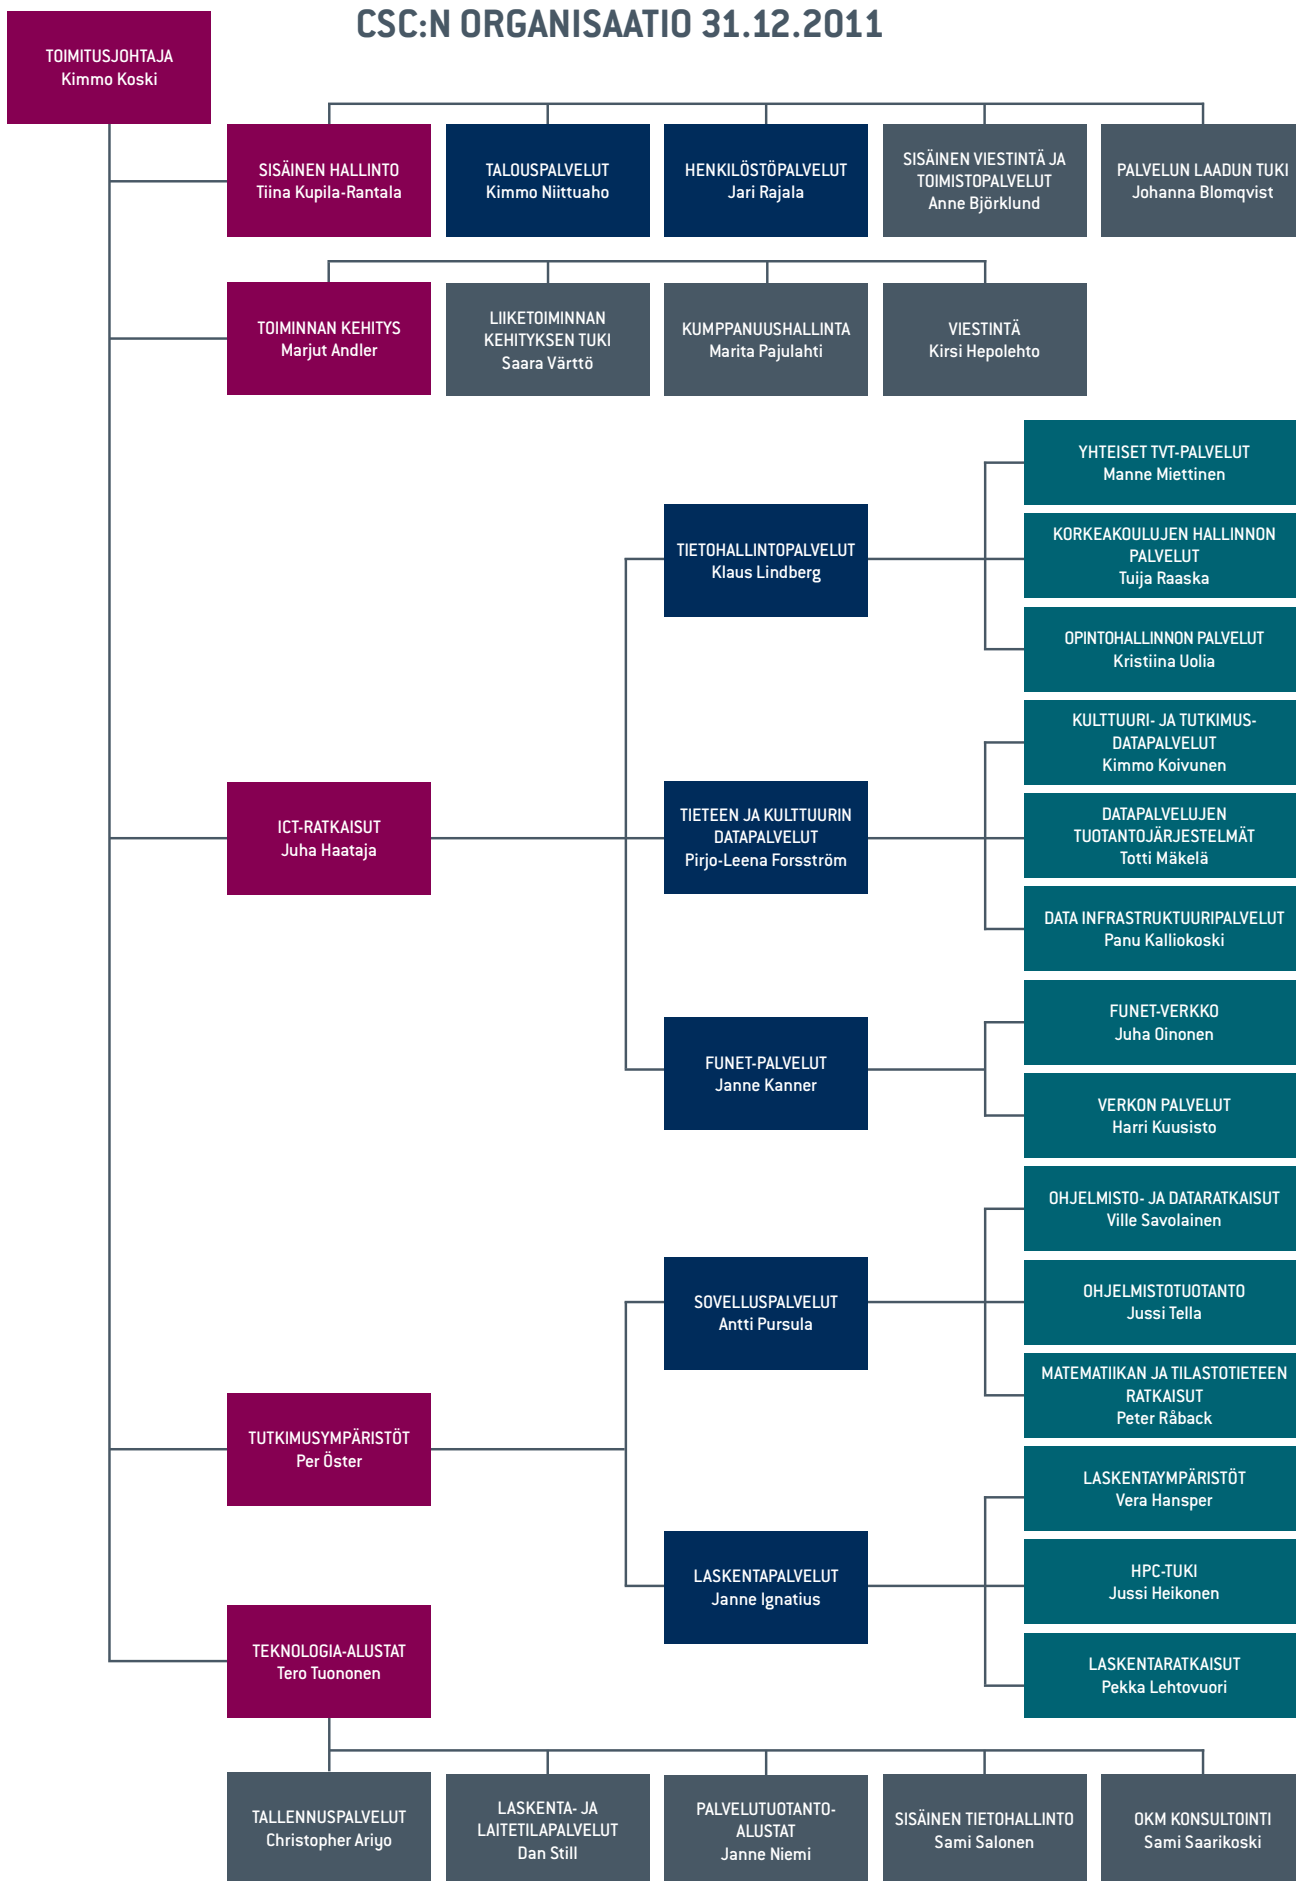 CSC:N ORGANISAATIO 31.12.2011
TOIMITUSJOHTAJA
Kimmo Koski
SISÄINEN HALLINTO
Tiina Kupila-Rantala
TALOUSPALVELUT
Kimmo Niittuaho
HENKILÖSTÖPALVELUT
Jari Rajala
SISÄINEN VIESTINTÄ JA
TOIMISTOPALVELUT
Anne Björklund
PALVELUN LAADUN TUKI
Johanna Blomqvist
TOIMINNAN KEHITYS
Marjut Andler
LIIKETOIMINNAN
KEHITYKSEN TUKI
Saara Värttö
KUMPPANUUSHALLINTA
Marita Pajulahti
VIESTINTÄ
Kirsi Hepolehto
ICT-RATKAISUT
Juha Haataja
TIETOHALLINTOPALVELUT
Klaus Lindberg
YHTEISET TVT-PALVELUT
Manne Miettinen
KORKEAKOULUJEN HALLINNON
PALVELUT
Tuija Raaska
OPINTOHALLINNON PALVELUT
Kristiina Uolia
TIETEEN JA KULTTUURIN
DATAPALVELUT
Pirjo-Leena Forsström
KULTTUURI- JA TUTKIMUS-
DATAPALVELUT
Kimmo Koivunen
DATAPALVELUJEN
TUOTANTOJÄRJESTELMÄT
Totti Mäkelä
DATA INFRASTRUKTUURIPALVELUT
Panu Kalliokoski
FUNET-PALVELUT
Janne Kanner
FUNET-VERKKO
Juha Oinonen
VERKON PALVELUT
Harri Kuusisto
TUTKIMUSYMPÄRISTÖT
Per Öster
SOVELLUSPALVELUT
Antti Pursula
OHJELMISTO- JA DATARATKAISUT
Ville Savolainen
OHJELMISTOTUOTANTO
Jussi Tella
MATEMATIIKAN JA TILASTOTIETEEN
RATKAISUT
Peter Råback
LASKENTAPALVELUT
Janne Ignatius
LASKENTAYMPÄRISTÖT
Vera Hansper
HPC-TUKI
Jussi Heikonen
LASKENTARATKAISUT
Pekka Lehtovuori
TEKNOLOGIA-ALUSTAT
Tero Tuononen
TALLENNUSPALVELUT
Christopher Ariyo
LASKENTA- JA
LAITETILAPALVELUT
Dan Still
PALVELUTUOTANTO-
ALUSTAT
Janne Niemi
SISÄINEN TIETOHALLINTO
Sami Salonen
OKM KONSULTOINTI
Sami Saarikoski